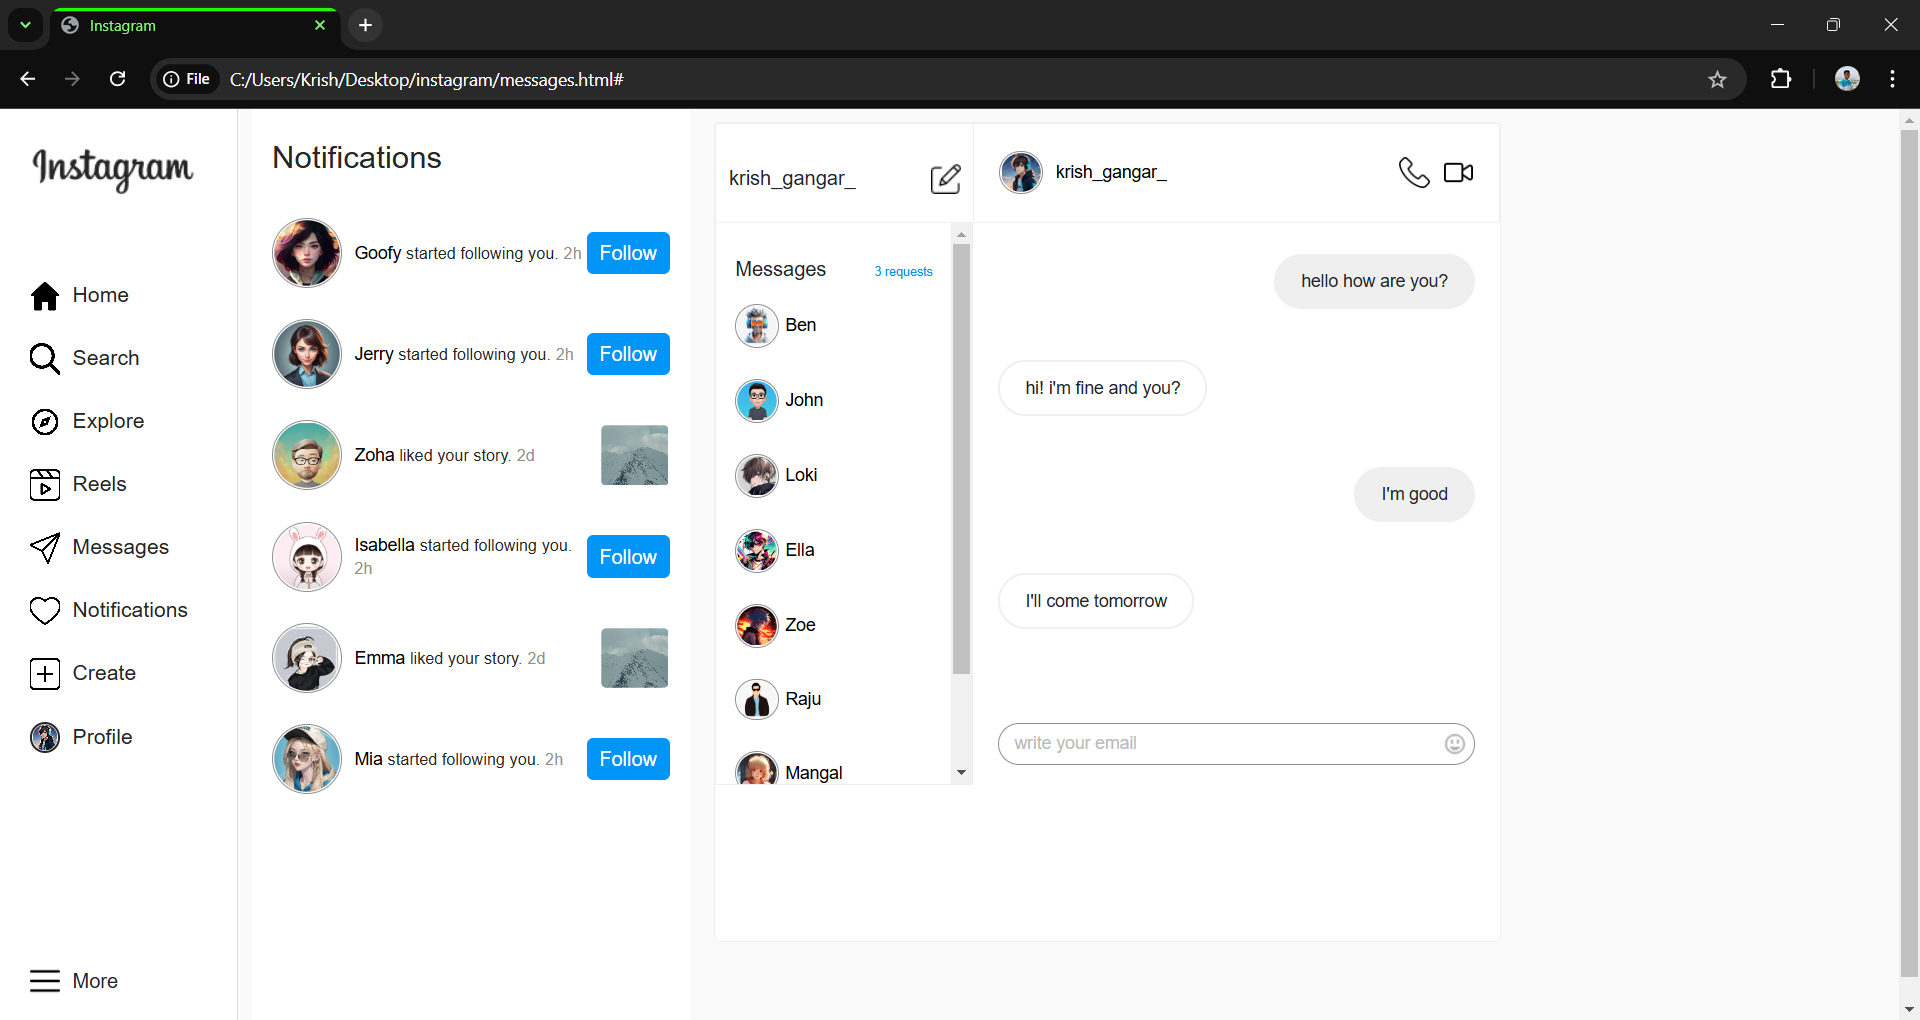 Instagram
File
C:/Users/Krish/Desktop/instagram/messages.html#
Instagram
Home
Search
Explore
Reels
Messages
Notifications
Create
Profile
More
Notifications
Goofy started following you. 2h
Follow
Jerry started following you. 2h
Follow
Zoha liked your story. 2d
Isabella started following you.
2h
Follow
Emma liked your story. 2d
Mia started following you. 2h
Follow
krish_gangar_
Messages
3 requests
Ben
John
Loki
Ella
Zoe
Raju
Mangal
krish_gangar_
hello how are you?
hi! i'm fine and you?
I'm good
I'll come tomorrow
write your email